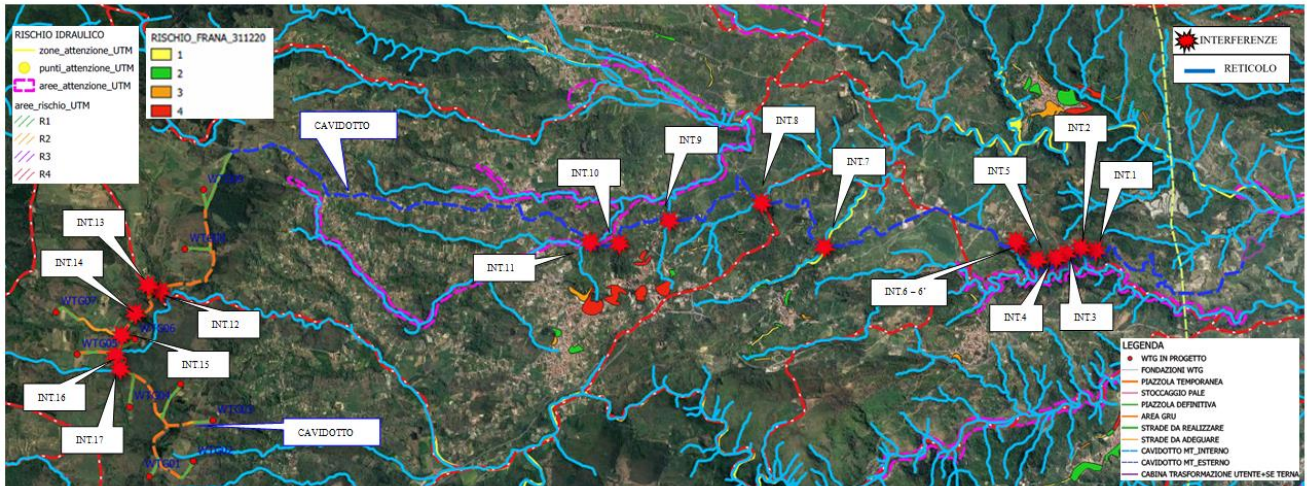 RISCHIO IDRAULICO
zone_attenzione_UTM
punti_attenzione_UTM
aree_attenzione_UTM
aree_rischio_UTM
R1
R2
R3
R4
RISCHIO_FRANA_311220
1
2
3
4
INTERFERENZE
RETICOLO
CAVIDOTTO
INT.10
INT.9
INT.8
INT.7
INT.5
INT.2
INT.1
INT.13
INT.14
WTG07
INT.11
INT.12
INT.6 – 6’
INT.4
INT.3
WTG06
WTG05
INT.15
INT.16
INT.17
CAVIDOTTO
WTG01
LEGENDA
WTG IN PROGETTO
FONDAZIONI WTG
PIAZZOLA TEMPORANEA
STOCCAGGIO PALE
PIAZZOLA DEFINITIVA
AREA GRU
STRADE DA REALIZZARE
STRADE DA ADEGUARE
CAVIDOTTO MT_INTERNO
CAVIDOTTO MT_ESTERNO
CABINA TRASFORMAZIONE UTENTE+SE TERNA